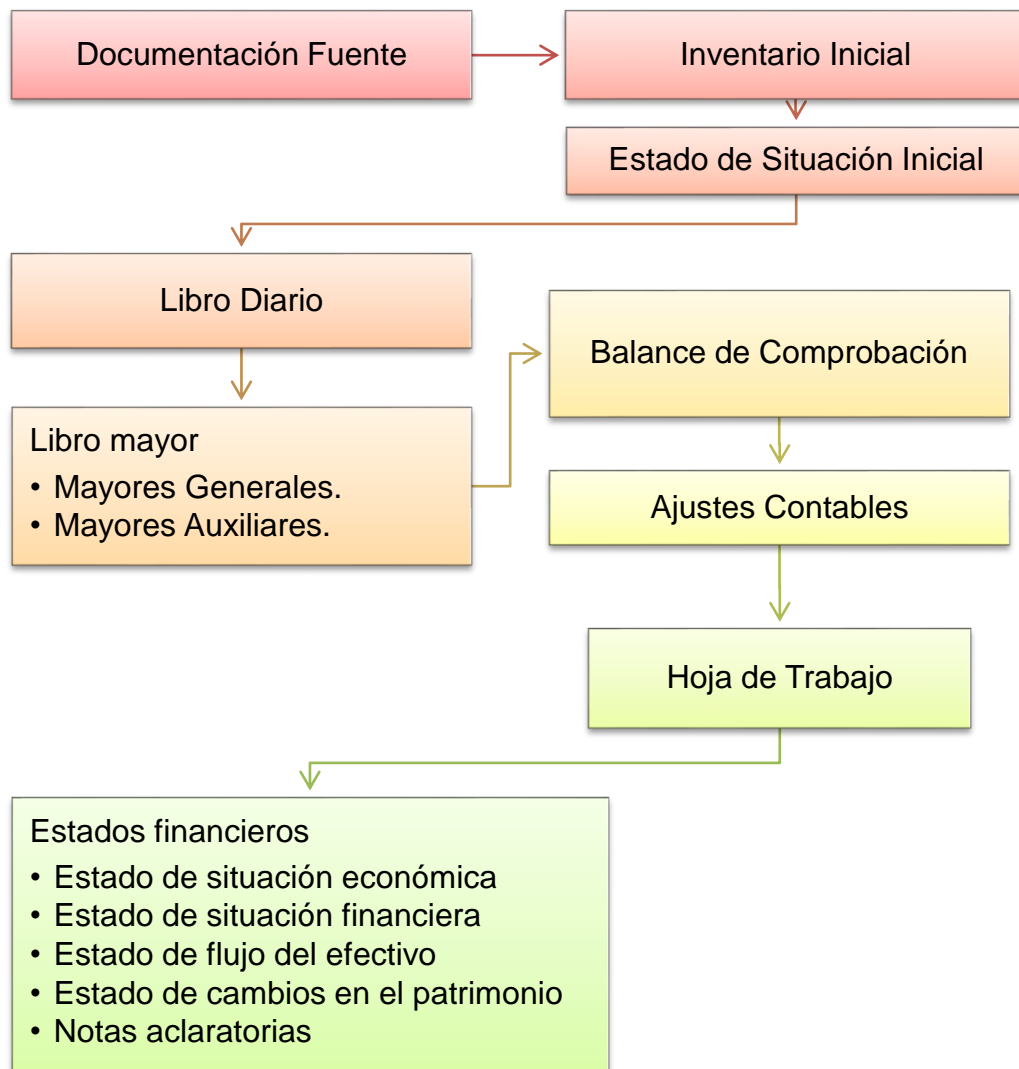 Documentación Fuente
Inventario Inicial
Estado de Situación Inicial
Libro Diario
Libro mayor
• Mayores Generales.
• Mayores Auxiliares.
Balance de Comprobación
Ajustes Contables
Hoja de Trabajo
Estados financieros
• Estado de situación económica
• Estado de situación financiera
• Estado de flujo del efectivo
• Estado de cambios en el patrimonio
• Notas aclaratorias